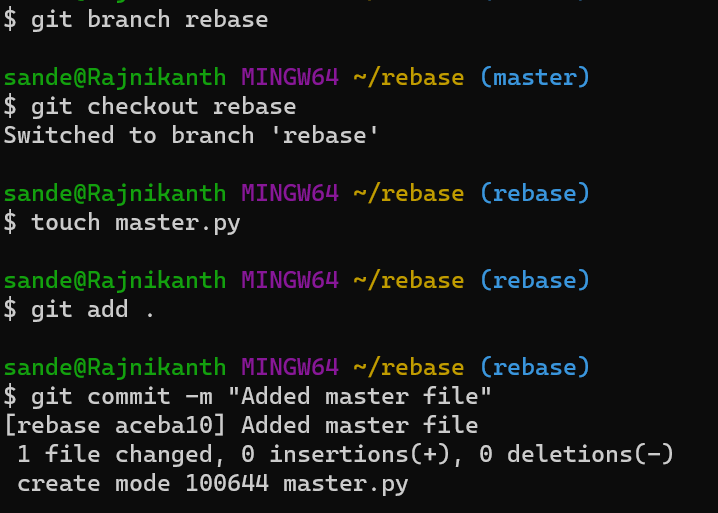 $ git branch rebase
sande@Rajnikanth MINGW64 ~/rebase (master)
$ git checkout rebase
Switched to branch 'rebase'
sande@Rajnikanth MINGW64 ~/rebase (rebase)
$ touch master.py
sande@Rajnikanth MINGW64 ~/rebase (rebase)
$ git add .
sande@Rajnikanth MINGW64 ~/rebase (rebase)
$ git commit -m "Added master file"
[rebase aceba10] Added master file
 1 file changed, 0 insertions(+), 0 deletions(-)
 create mode 100644 master.py